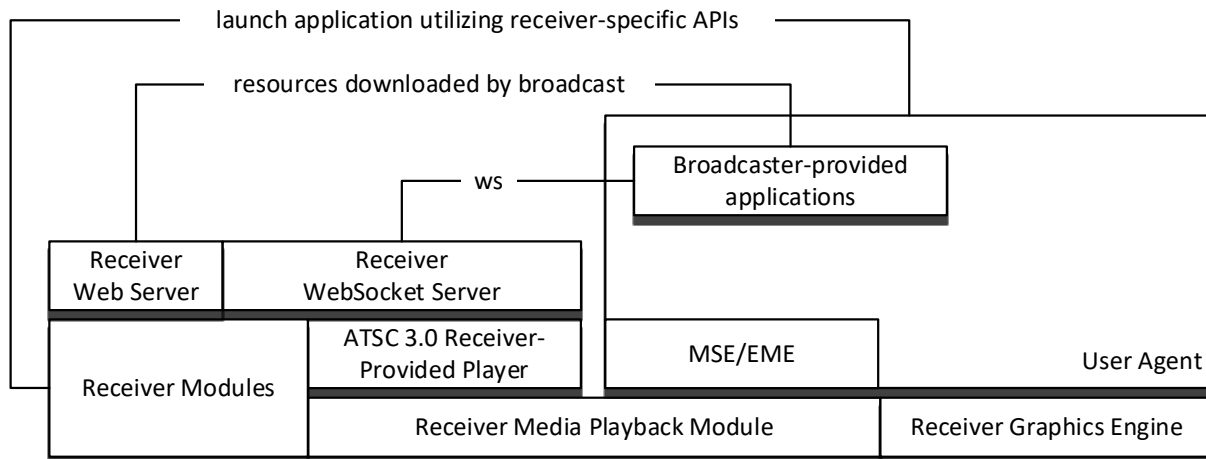 launch application utilizing receiver-specific APIs
resources downloaded by broadcast
Broadcaster-provided
applications
ws
Receiver
Web Server
Receiver
WebSocket Server
ATSC 3.0 Receiver-
Provided Player
MSE/EME
User Agent
Receiver Modules
Receiver Media Playback Module
Receiver Graphics Engine